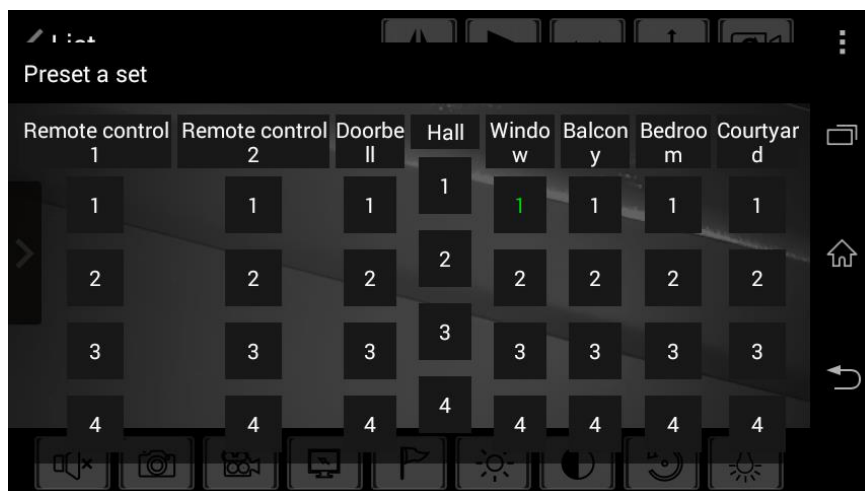 List
Preset a set
Remote control Remote control Doorbe Hall Windo Balcon Bedroo Courtyar
1 2 ll w y m d
1 1 1 1 1 1 1 1
2 2 2 2 2 2 2 2
3 3 3 3 3 3 3 3
4 4 4 4 4 4 4 4